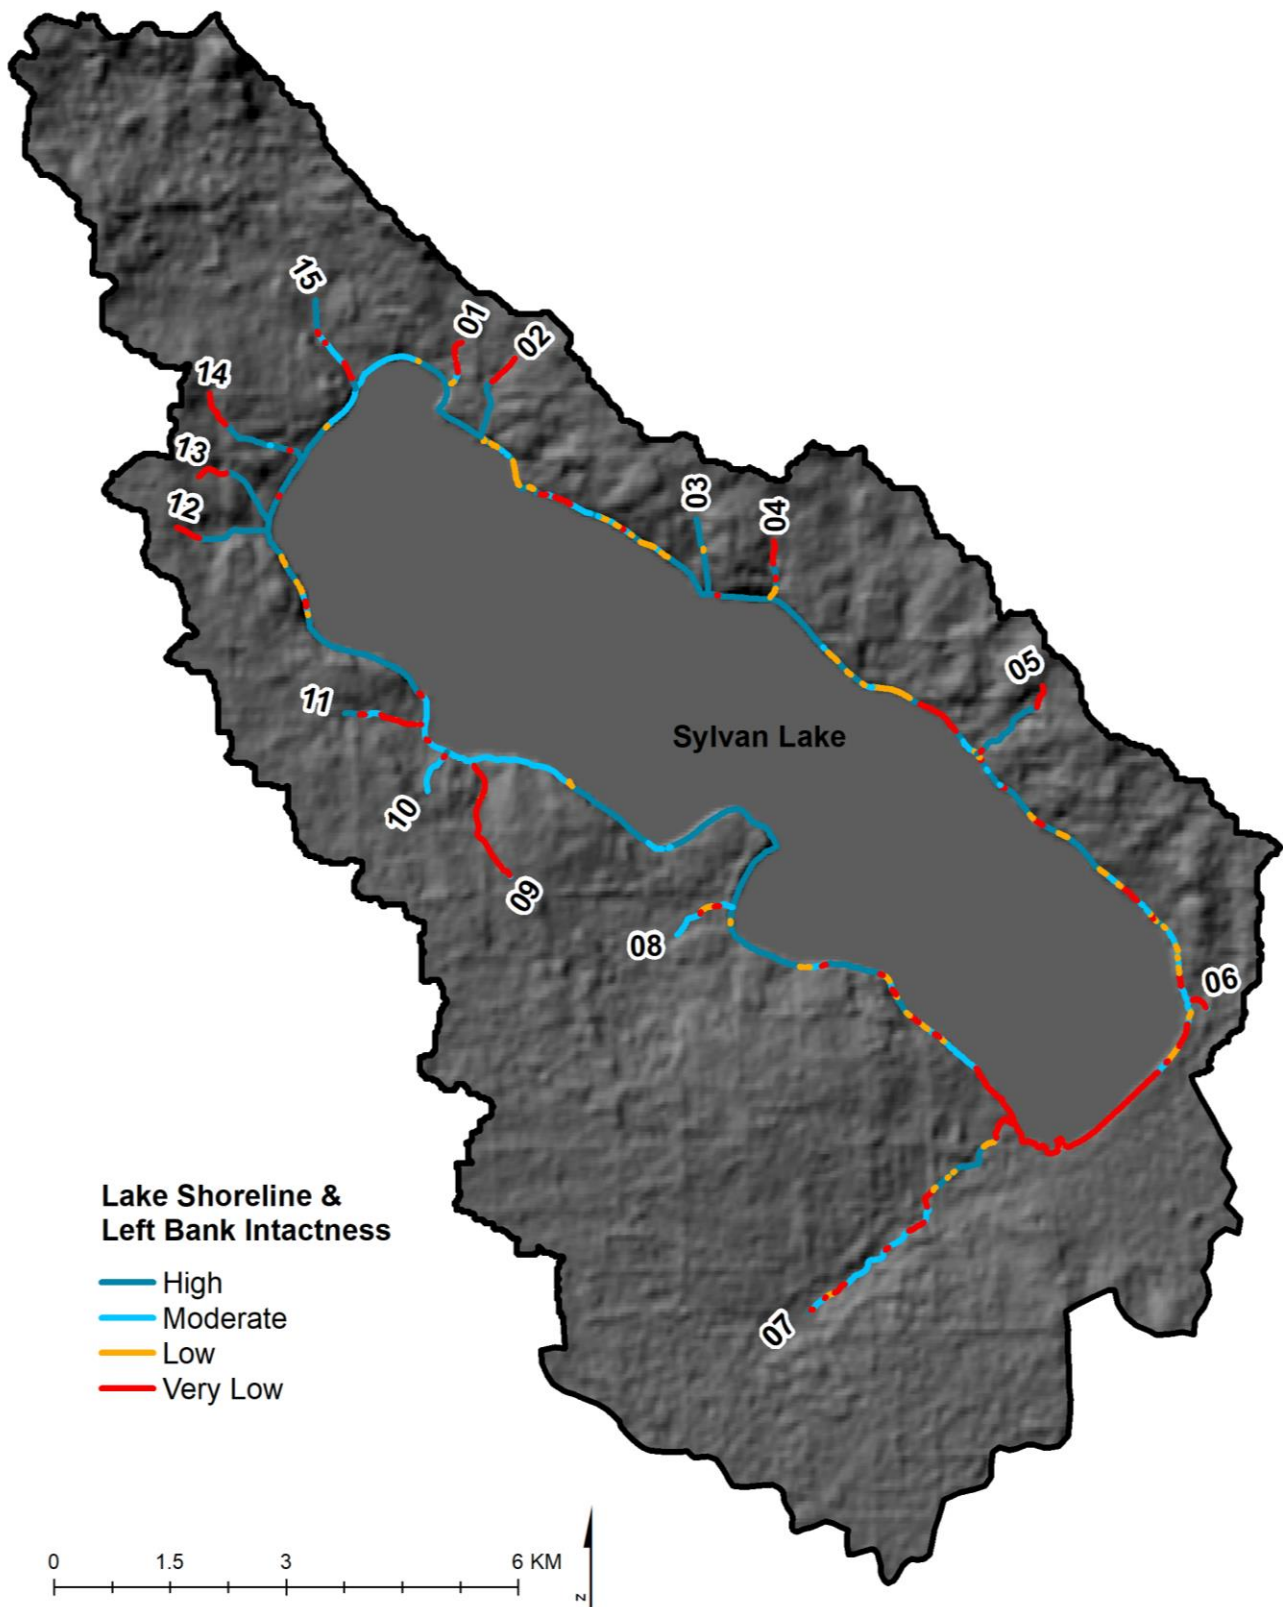 15
01
02
14
13
12
03
04
05
11
Sylvan Lake
10
09
08
06
07
Lake Shoreline &
Left Bank Intactness
High
Moderate
Low
Very Low
0 1.5 3 6 KM
N